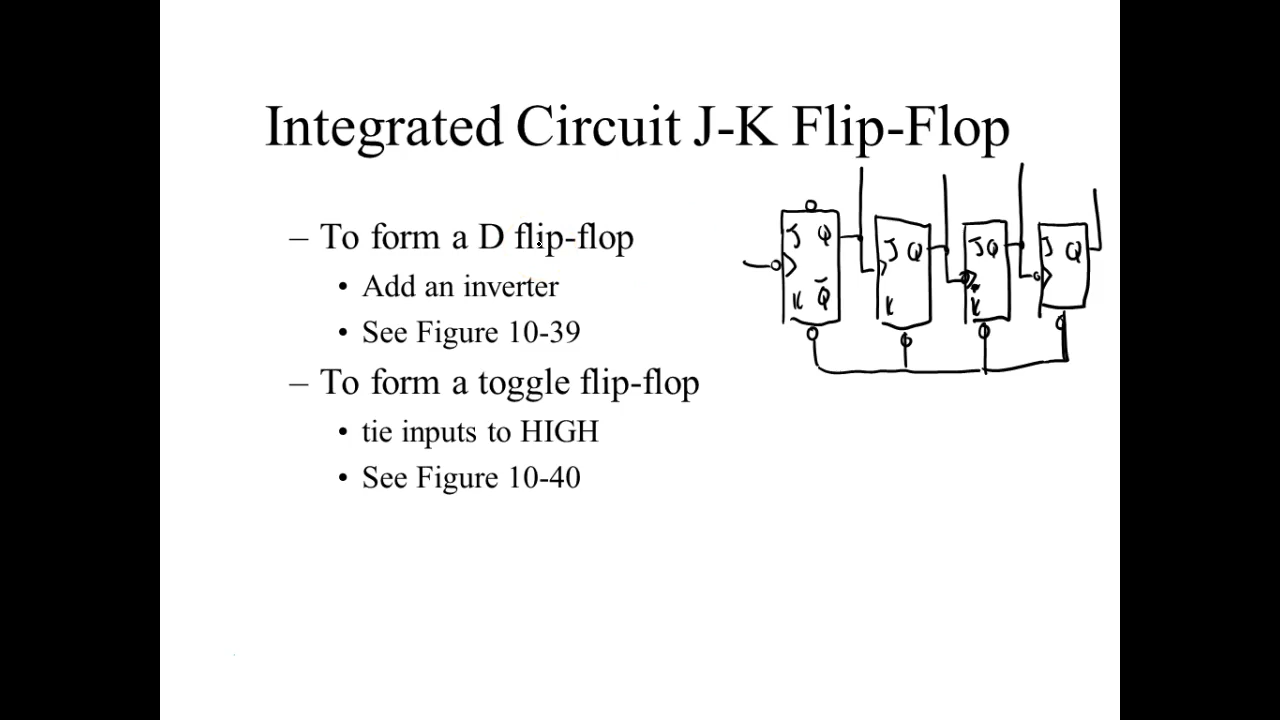 Integrated Circuit J-K Flip-Flop
– To form a D flip-flop
• Add an inverter
• See Figure 10-39
– To form a toggle flip-flop
• tie inputs to HIGH
• See Figure 10-40
J Q
K Q̅
J Q
K
J Q
K
J Q